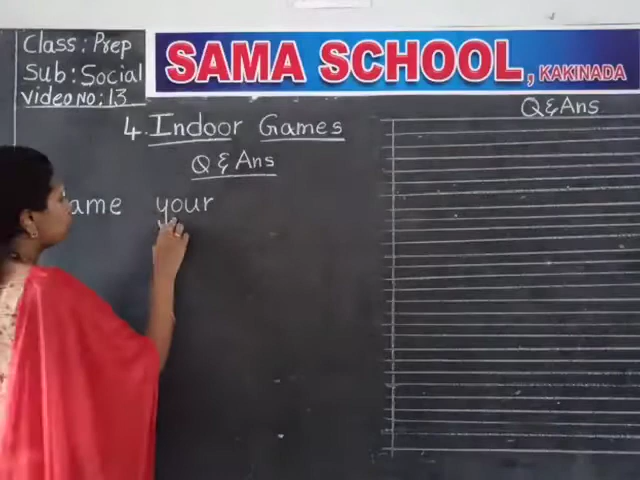 Class: Prep
Sub: Social
Video No: 13
SAMA SCHOOL, KAKINADA
4. Indoor Games
Q & Ans
Q & Ans
ame your